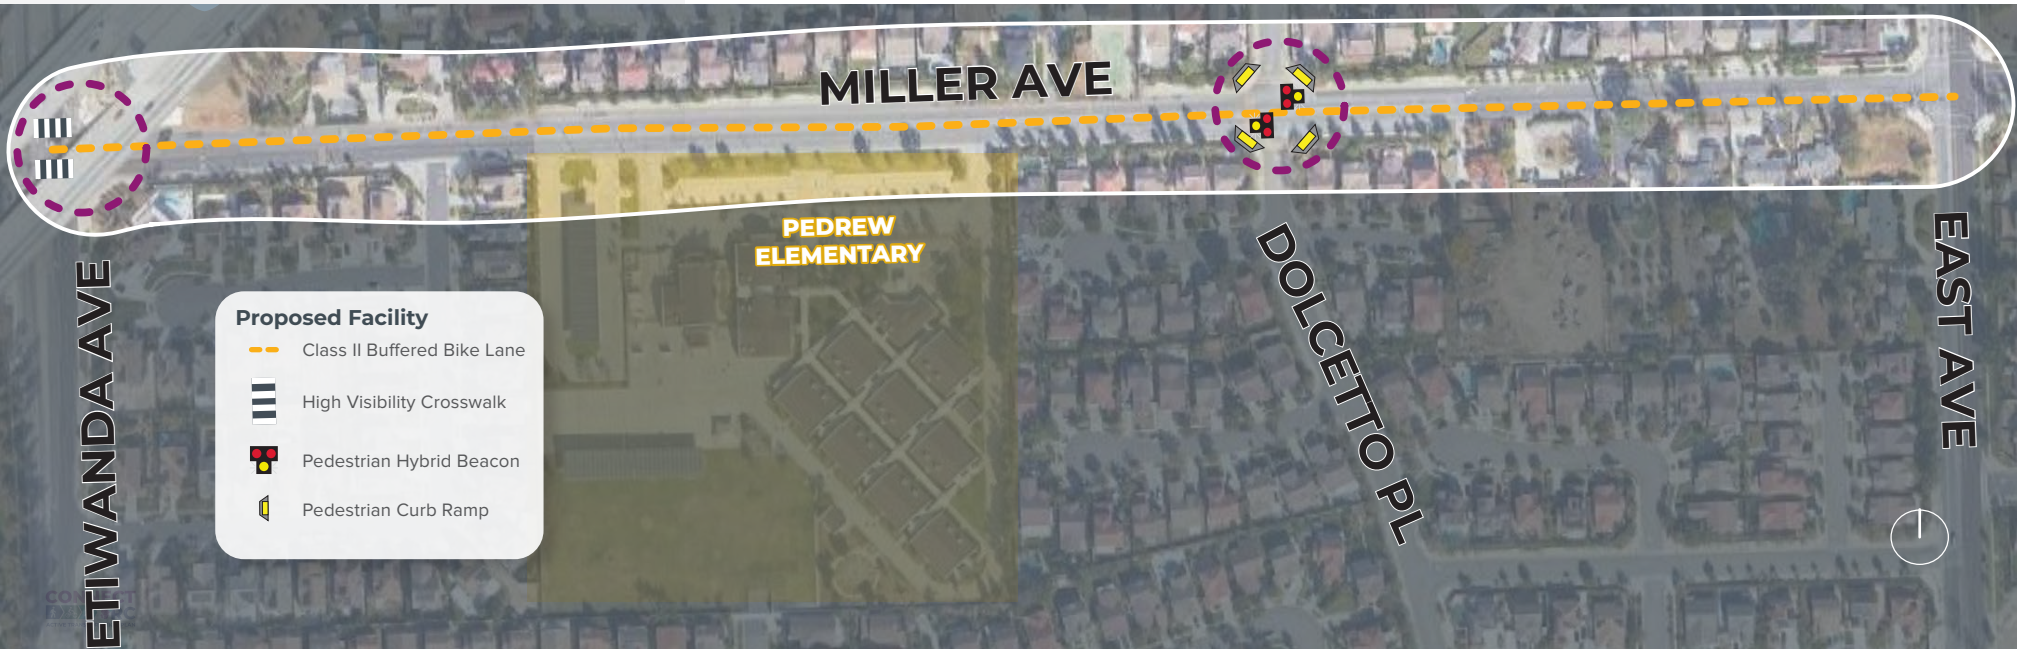 MILLER AVE
PEDREW
ELEMENTARY
ETIWANDA AVE
DOLCETTO PL
EAST AVE
Proposed Facility
Class II Buffered Bike Lane
High Visibility Crosswalk
Pedestrian Hybrid Beacon
Pedestrian Curb Ramp